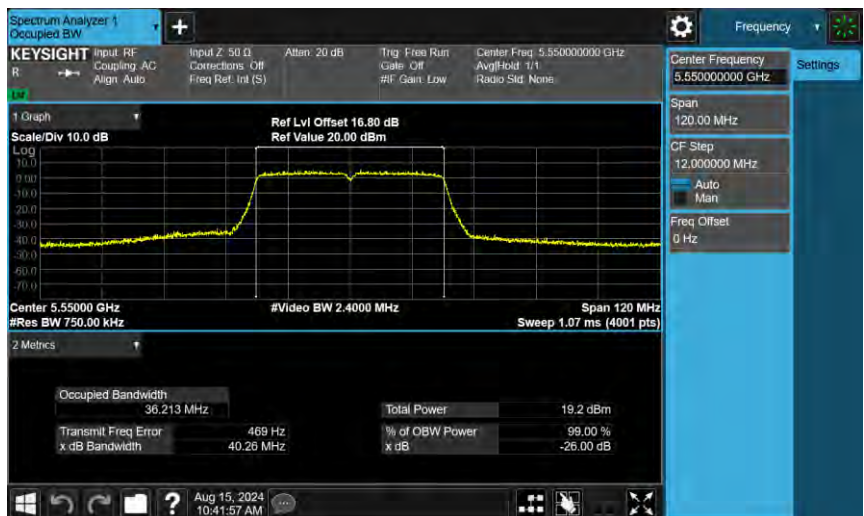 Spectrum Analyzer 1
Occupied BW
+
Frequency
KEYSIGHT
R
Input: RF
Coupling: AC
Align: Auto
Input Z: 50 Ω
Corrections: Off
Freq Ref: Int (S)
Atten: 20 dB
Trig: Free Run
Gate: Off
#IF Gain: Low
Center Freq: 5.550000000 GHz
Avg|Hold: 1/1
Radio Std: None
Center Frequency
5.550000000 GHz
Settings
Span
120.00 MHz
CF Step
12.000000 MHz
Auto
Man
Freq Offset
0 Hz
1 Graph
Scale/Div 10.0 dB
Ref Lvl Offset 16.80 dB
Ref Value 20.00 dBm
Log
10.0
0.00
-10.0
-20.0
-30.0
-40.0
-50.0
-60.0
-70.0
Center 5.55000 GHz
#Res BW 750.00 kHz
#Video BW 2.4000 MHz
Span 120 MHz
Sweep 1.07 ms (4001 pts)
2 Metrics
Occupied Bandwidth
36.213 MHz
Total Power 19.2 dBm
Transmit Freq Error 469 Hz
% of OBW Power 99.00 %
x dB Bandwidth 40.26 MHz
x dB -26.00 dB
?
Aug 15, 2024
10:41:57 AM